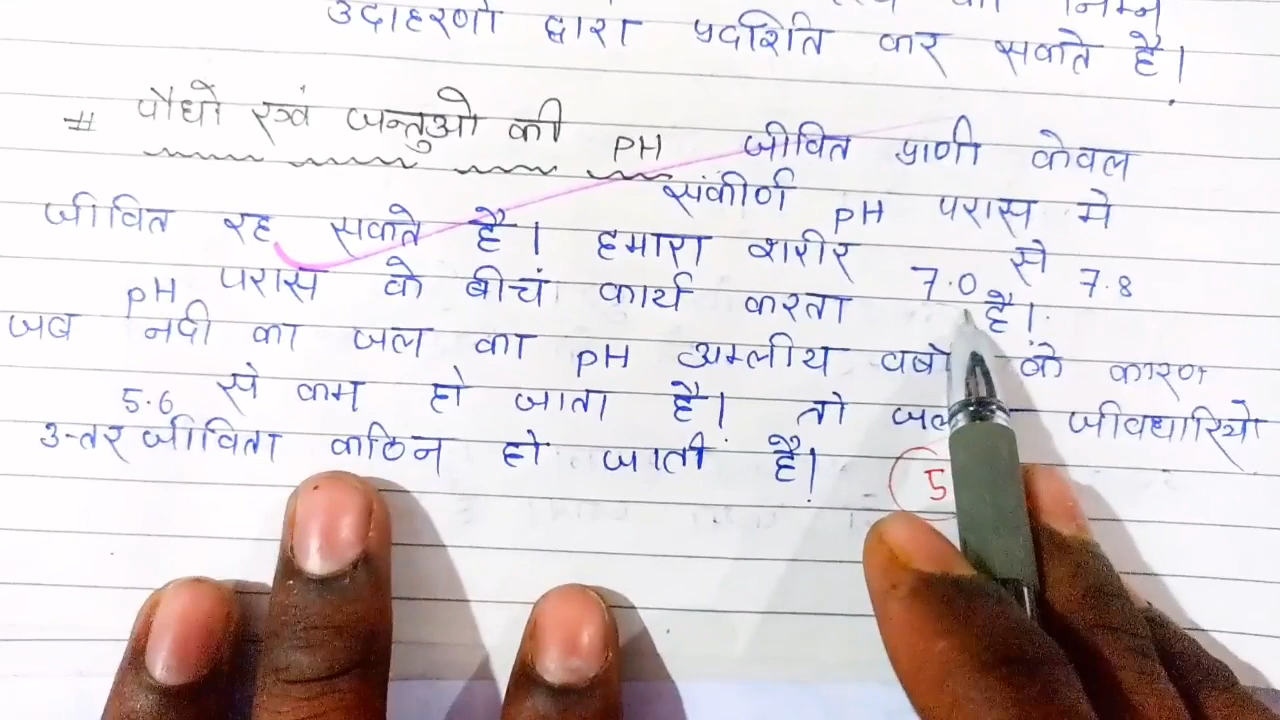 निम्न
उदाहरणो द्वारा प्रदर्शित कर सकते है।
# पौधो एवं जन्तुओ की PH जीवित प्राणी केवल
संकीर्ण pH परास मे
जीवित रह सकते है। हमारा शरीर 7.0 से 7.8
pH परास के बीचं कार्य करता है।
जब नदी का जल का pH अम्लीय वर्षा के कारण
5.6 से कम हो जाता है। तो जल जीवधारियो
उत्तरजीविता कठिन हो जाती है।
5